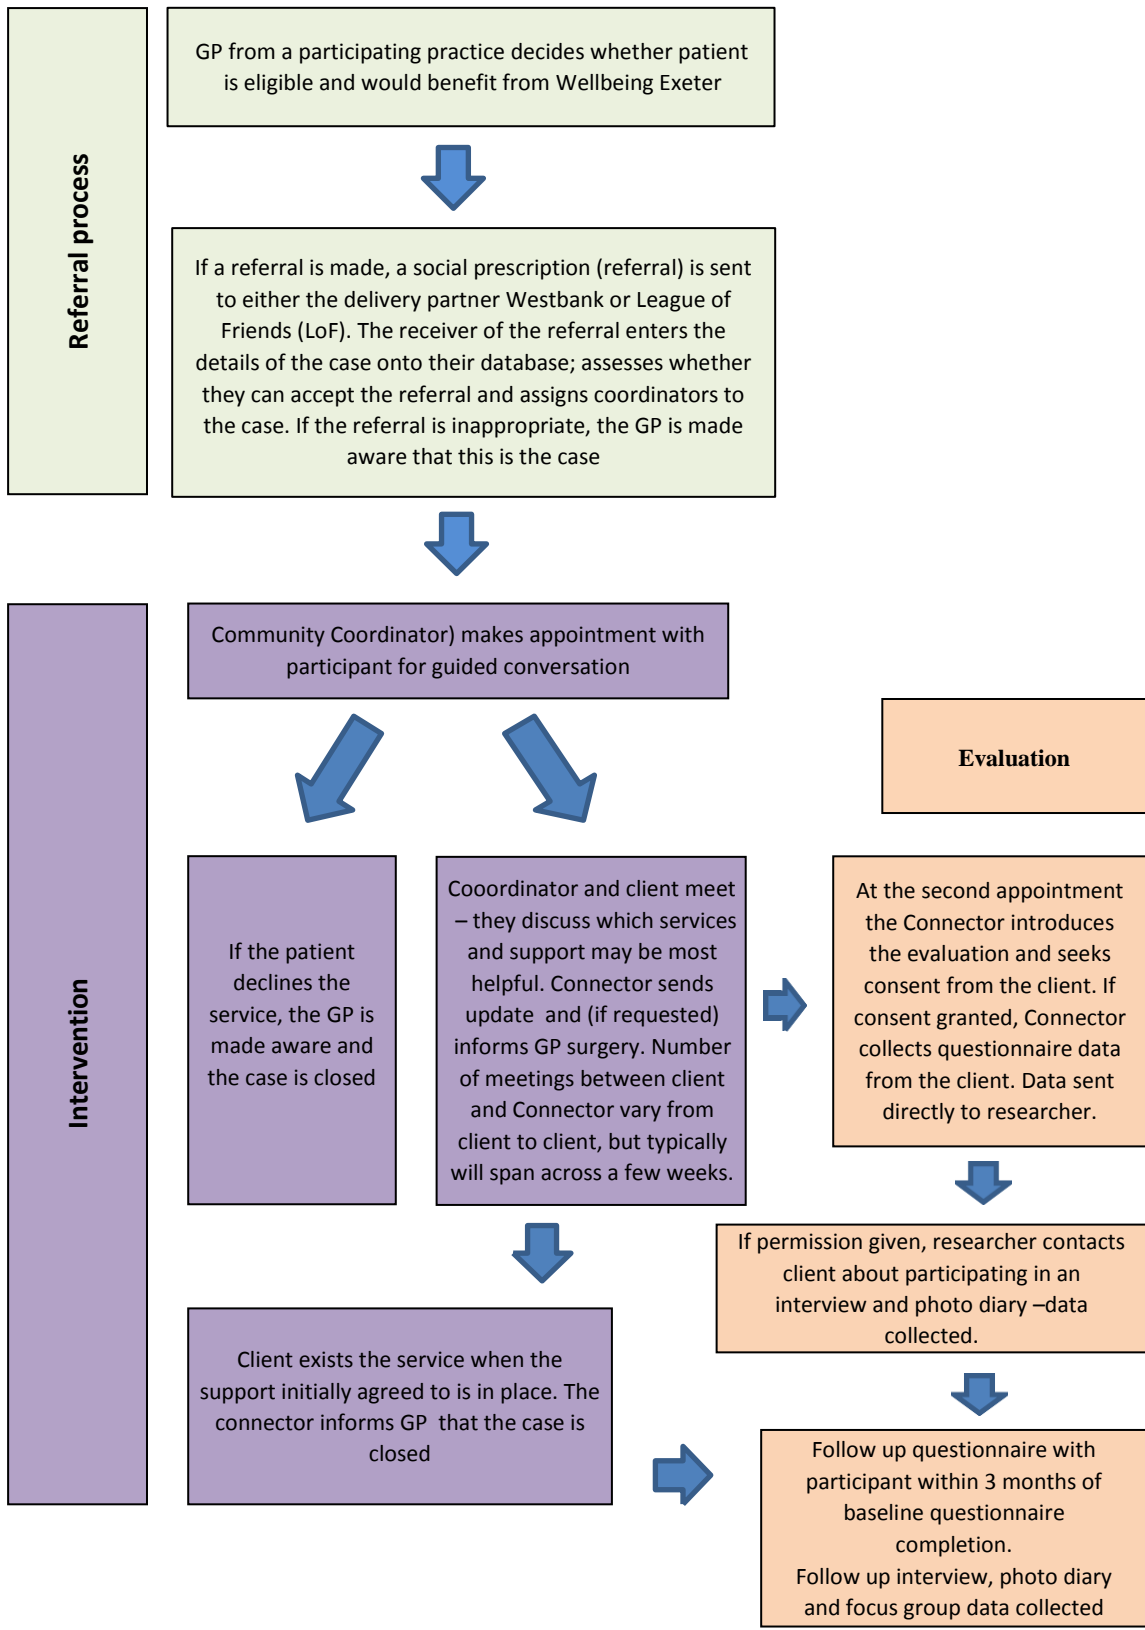 Referral process
GP from a participating practice decides whether patient
is eligible and would benefit from Wellbeing Exeter
If a referral is made, a social prescription (referral) is sent
to either the delivery partner Westbank or League of
Friends (LoF). The receiver of the referral enters the
details of the case onto their database; assesses whether
they can accept the referral and assigns coordinators to
the case. If the referral is inappropriate, the GP is made
aware that this is the case
Intervention
Community Coordinator) makes appointment with
participant for guided conversation
If the patient
declines the
service, the GP is
made aware and
the case is closed
Cooordinator and client meet
– they discuss which services
and support may be most
helpful. Connector sends
update  and (if requested)
informs GP surgery. Number
of meetings between client
and Connector vary from
client to client, but typically
will span across a few weeks.
Client exists the service when the
support initially agreed to is in place. The
connector informs GP  that the case is
closed
Evaluation
At the second appointment
the Connector introduces
the evaluation and seeks
consent from the client. If
consent granted, Connector
collects questionnaire data
from the client. Data sent
directly to researcher.
If permission given, researcher contacts
client about participating in an
interview and photo diary –data
collected.
Follow up questionnaire with
participant within 3 months of
baseline questionnaire
completion.
Follow up interview, photo diary
and focus group data collected